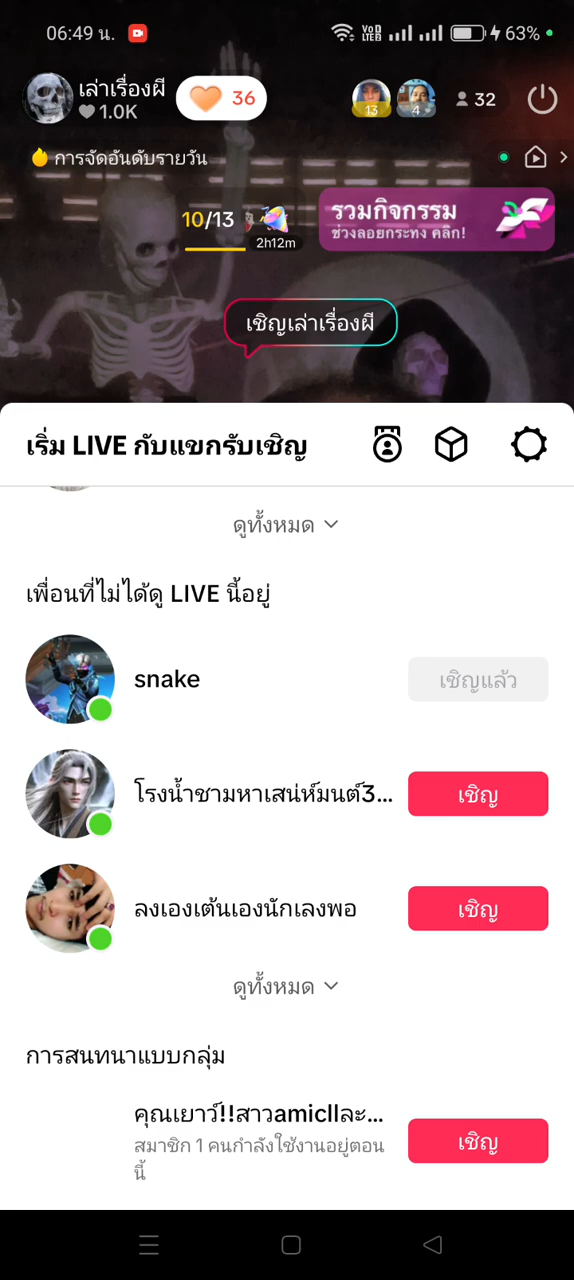 06:49 น.
VoD LTE2
63%
เล่าเรื่องผี
1.0K
36
13
4
32
การจัดอันดับรายวัน
10/13
2h12m
รวมกิจกรรม
ช่วงลอยกระทง คลิก!
เชิญเล่าเรื่องผี
เริ่ม LIVE กับแขกรับเชิญ
ดูทั้งหมด
เพื่อนที่ไม่ได้ดู LIVE นี้อยู่
snake
เชิญแล้ว
โรงน้ำชามหาเสน่ห์มนต์3...
เชิญ
ลงเองเต้นเองนักเลงพอ
เชิญ
ดูทั้งหมด
การสนทนาแบบกลุ่ม
คุณเยาว์!!สาวamicllละ...
สมาชิก 1 คนกำลังใช้งานอยู่ตอน
นี้
เชิญ